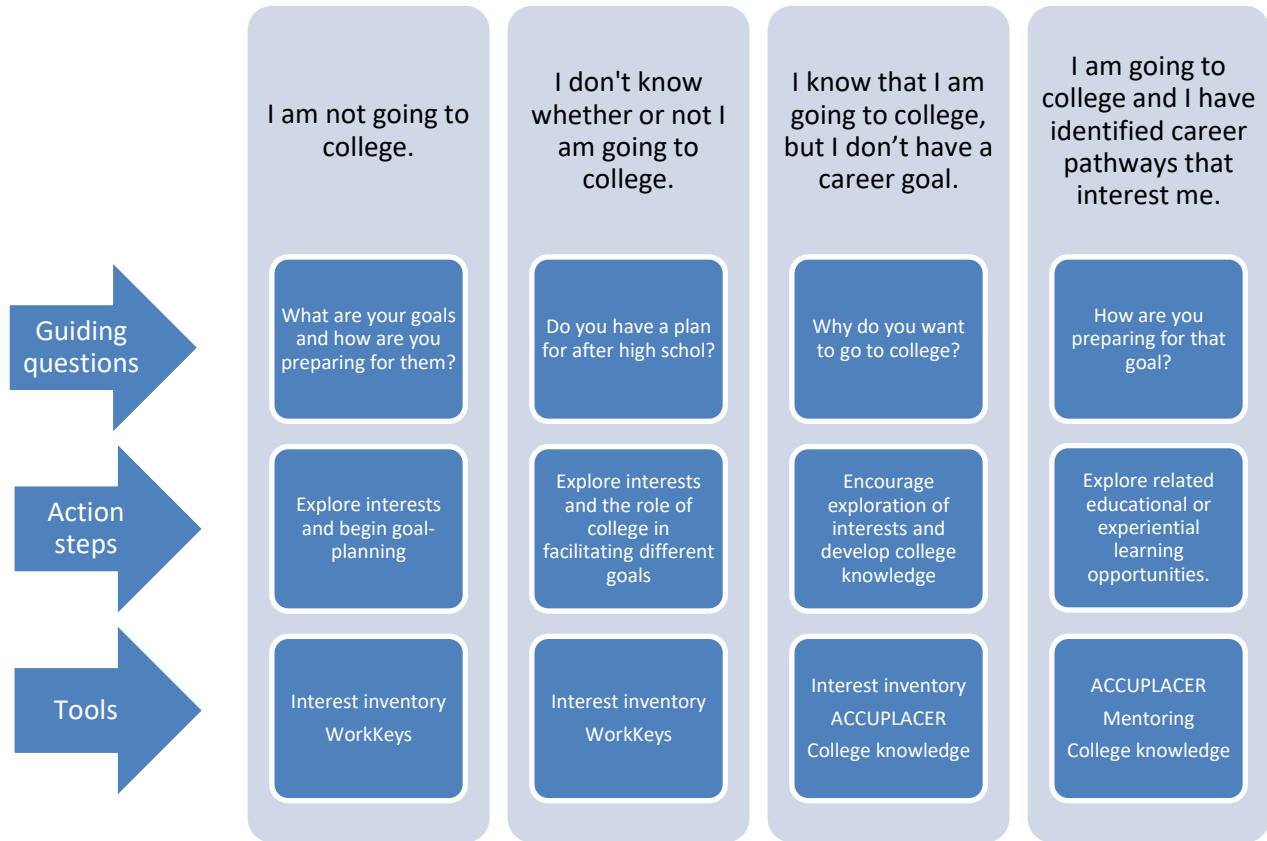 I am not going to
college.
I don't know
whether or not I
am going to
college.
I know that I am
going to college,
but I don’t have a
career goal.
I am going to
college and I have
identified career
pathways that
interest me.
Guiding
questions
What are your goals
and how are you
preparing for them?
Do you have a plan
for after high schol?
Why do you want
to go to college?
How are you
preparing for that
goal?
Action
steps
Explore interests
and begin goal-
planning
Explore interests
and the role of
college in
facilitating different
goals
Encourage
exploration of
interests and
develop college
knowledge
Explore related
educational or
experiential
learning
opportunities.
Tools
Interest inventory
WorkKeys
Interest inventory
WorkKeys
Interest inventory
ACCUPLACER
College knowledge
ACCUPLACER
Mentoring
College knowledge